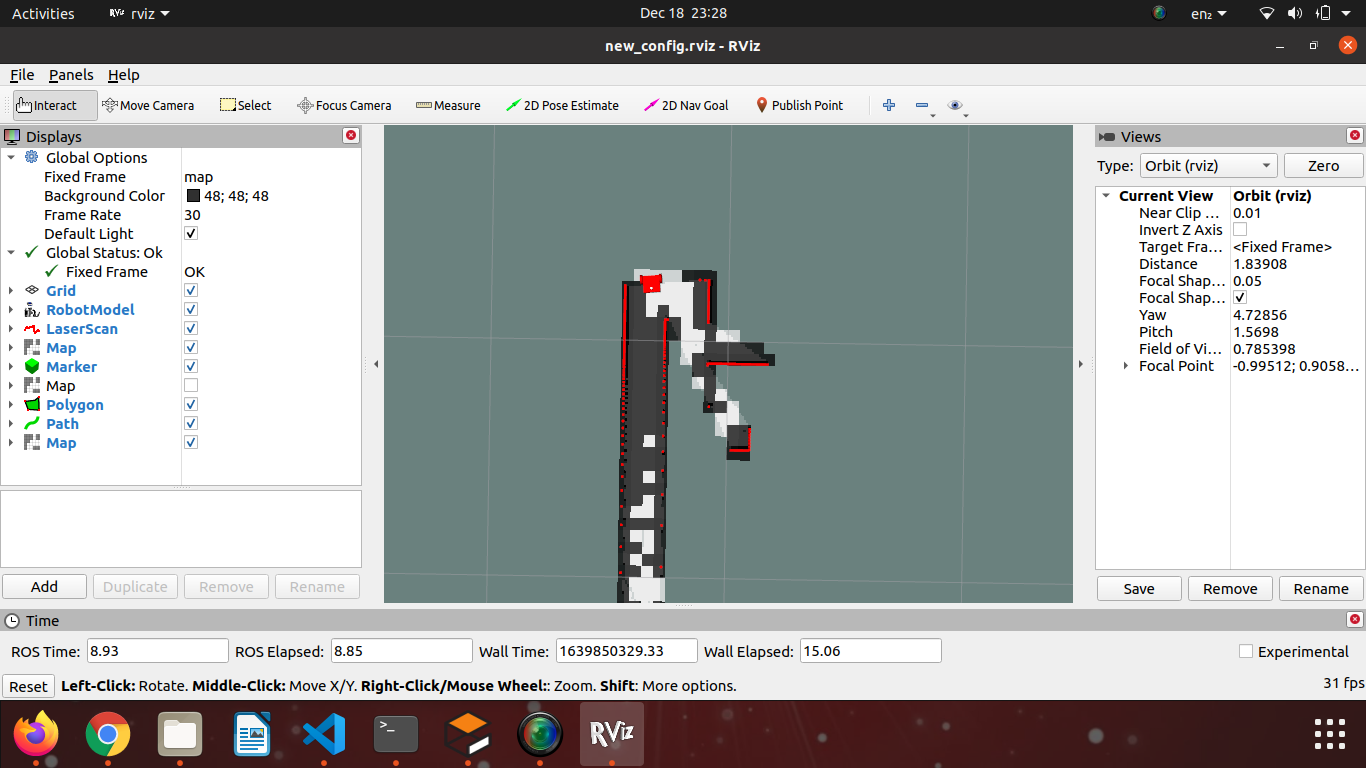 Activities RViz rviz Dec 18 23:28 en₂
new_config.rviz - RViz
File Panels Help
Interact Move Camera Select Focus Camera Measure 2D Pose Estimate 2D Nav Goal Publish Point
Displays
Global Options
Fixed Frame map
Background Color 48; 48; 48
Frame Rate 30
Default Light
Global Status: Ok
Fixed Frame OK
Grid
RobotModel
LaserScan
Map
Marker
Map
Polygon
Path
Map
Add Duplicate Remove Rename
Views
Type: Orbit (rviz) Zero
Current View Orbit (rviz)
Near Clip ... 0.01
Invert Z Axis
Target Fra... <Fixed Frame>
Distance 1.83908
Focal Shap... 0.05
Focal Shap...
Yaw 4.72856
Pitch 1.5698
Field of Vi... 0.785398
Focal Point -0.99512; 0.9058...
Save Remove Rename
Time
ROS Time: 8.93 ROS Elapsed: 8.85 Wall Time: 1639850329.33 Wall Elapsed: 15.06 Experimental
Reset Left-Click: Rotate. Middle-Click: Move X/Y. Right-Click/Mouse Wheel:: Zoom. Shift: More options. 31 fps
>_ RViz